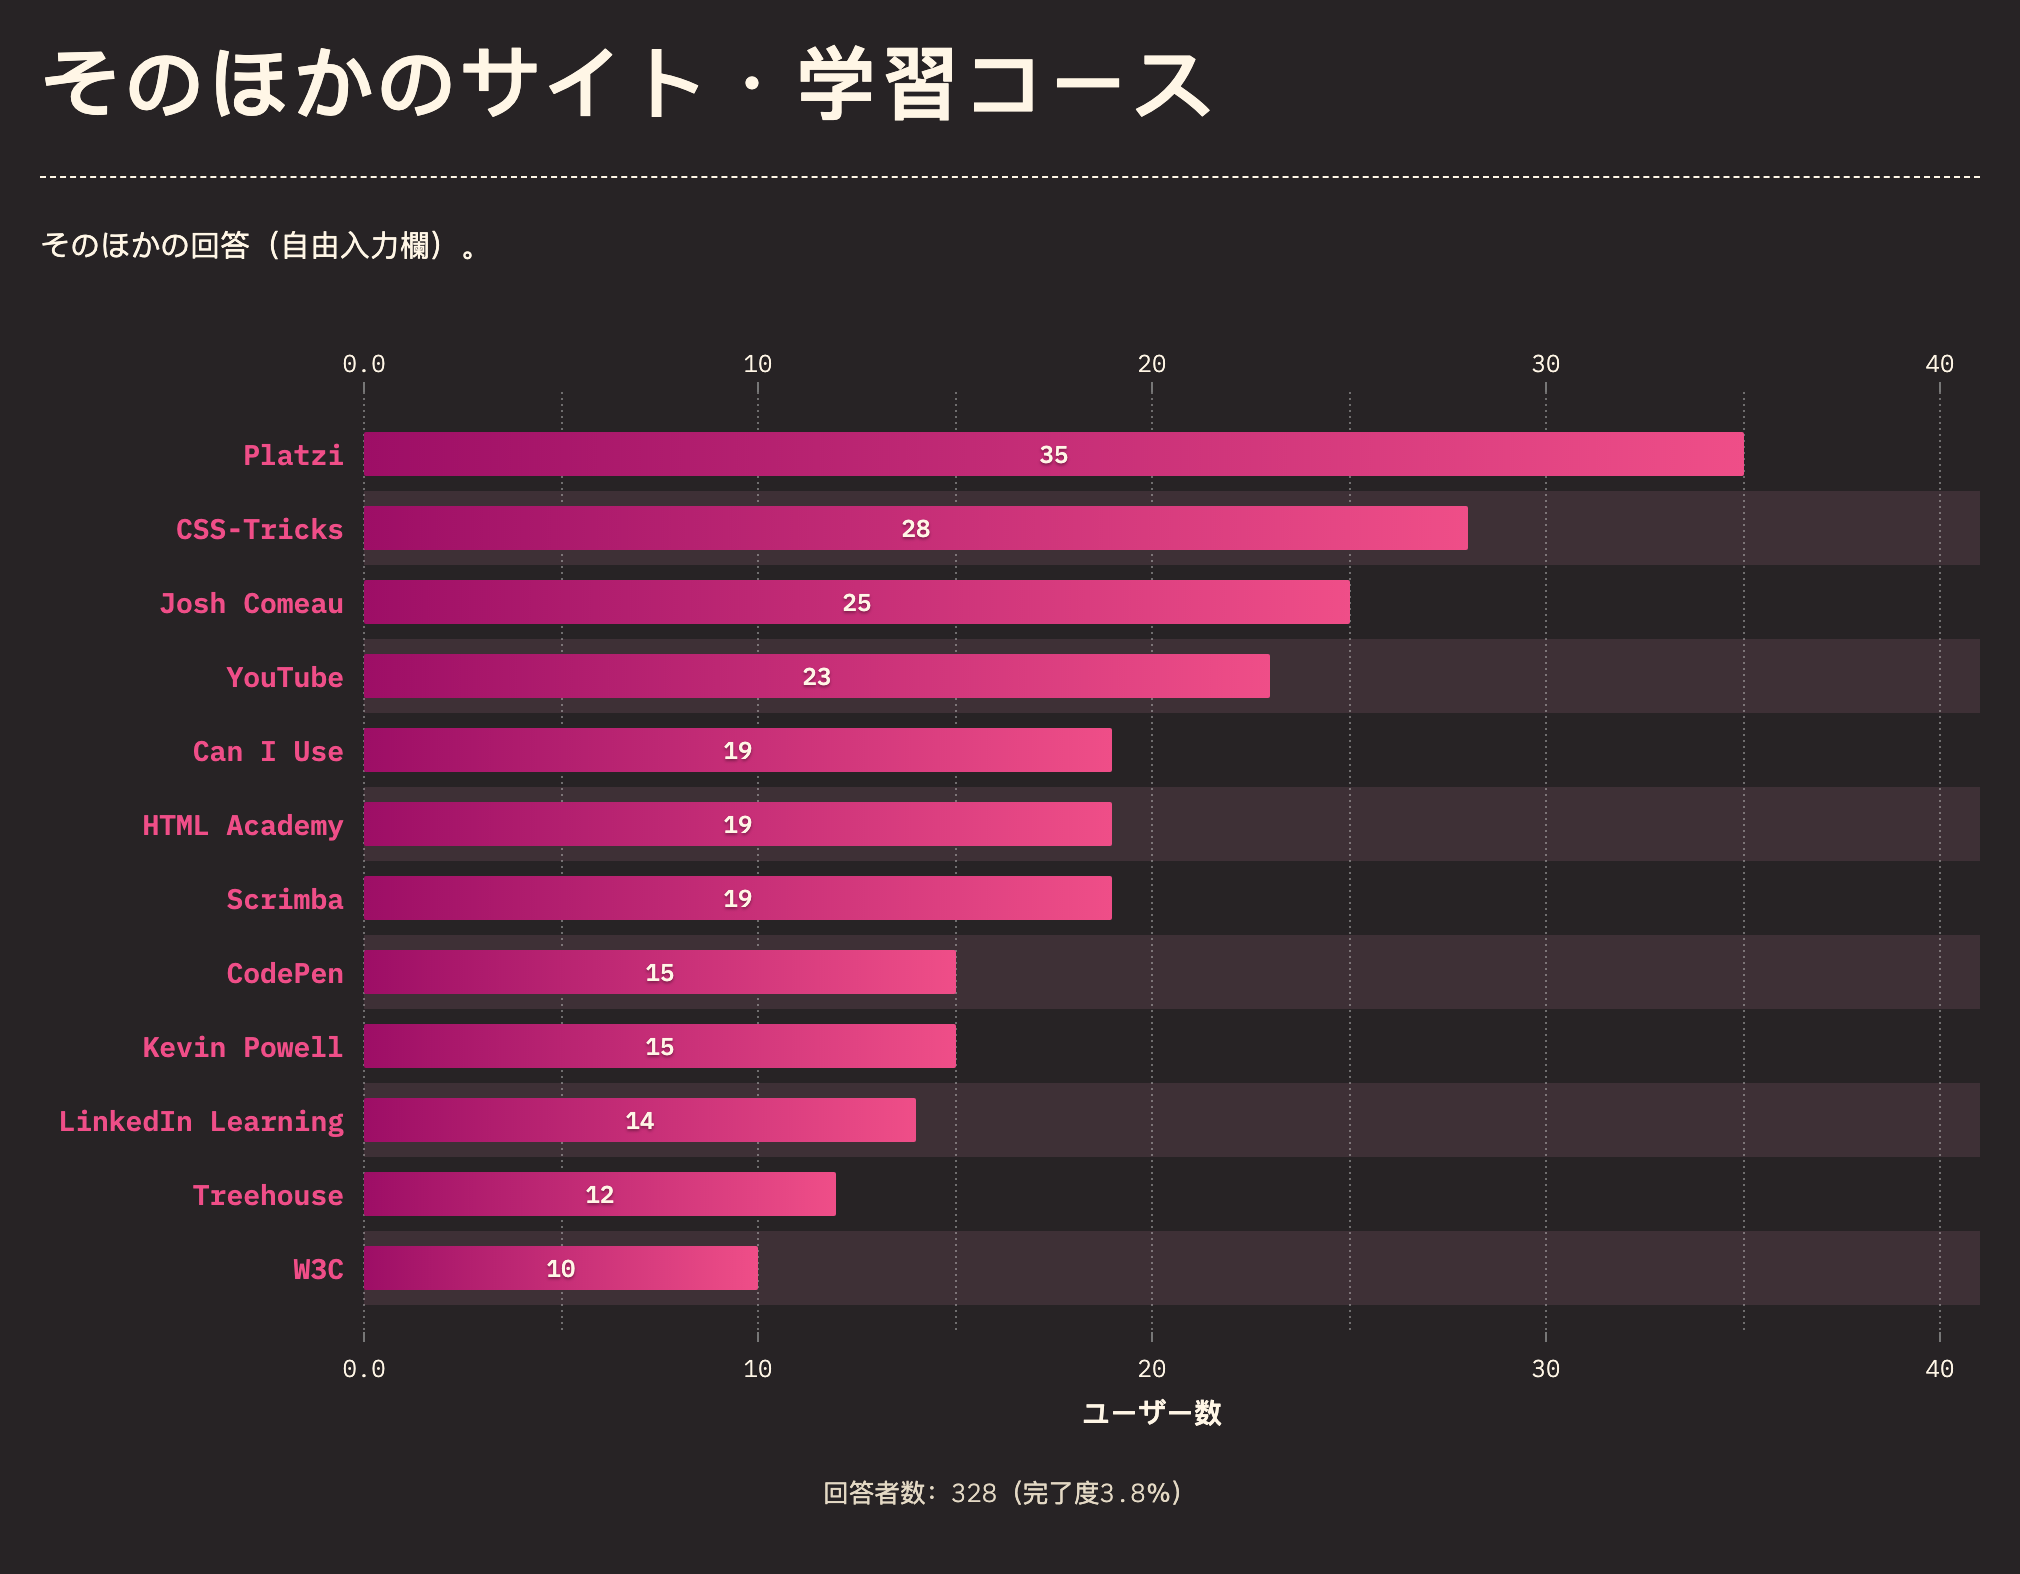 そのほかのサイト・学習コース
そのほかの回答（自由入力欄）。
0.0 10 20 30 40
Platzi 35
CSS-Tricks 28
Josh Comeau 25
YouTube 23
Can I Use 19
HTML Academy 19
Scrimba 19
CodePen 15
Kevin Powell 15
LinkedIn Learning 14
Treehouse 12
W3C 10
0.0 10 20 30 40
ユーザー数
回答者数：328（完了度3.8%）